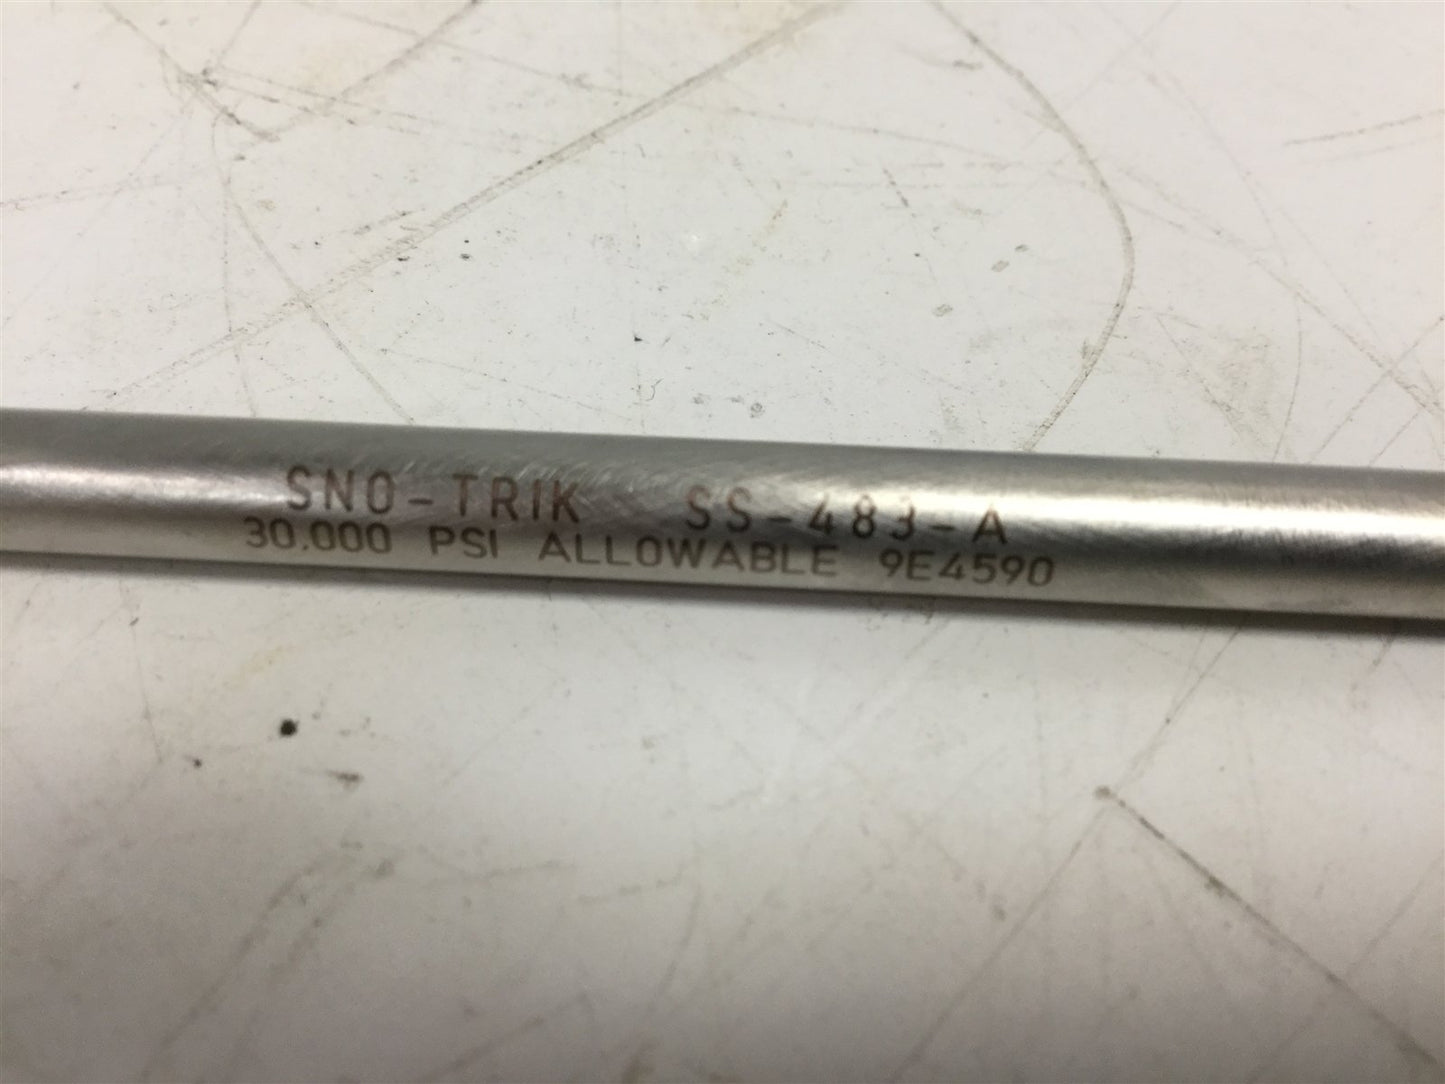 SNO-TRIK SS-483-A
30,000 PSI ALLOWABLE 9E4590